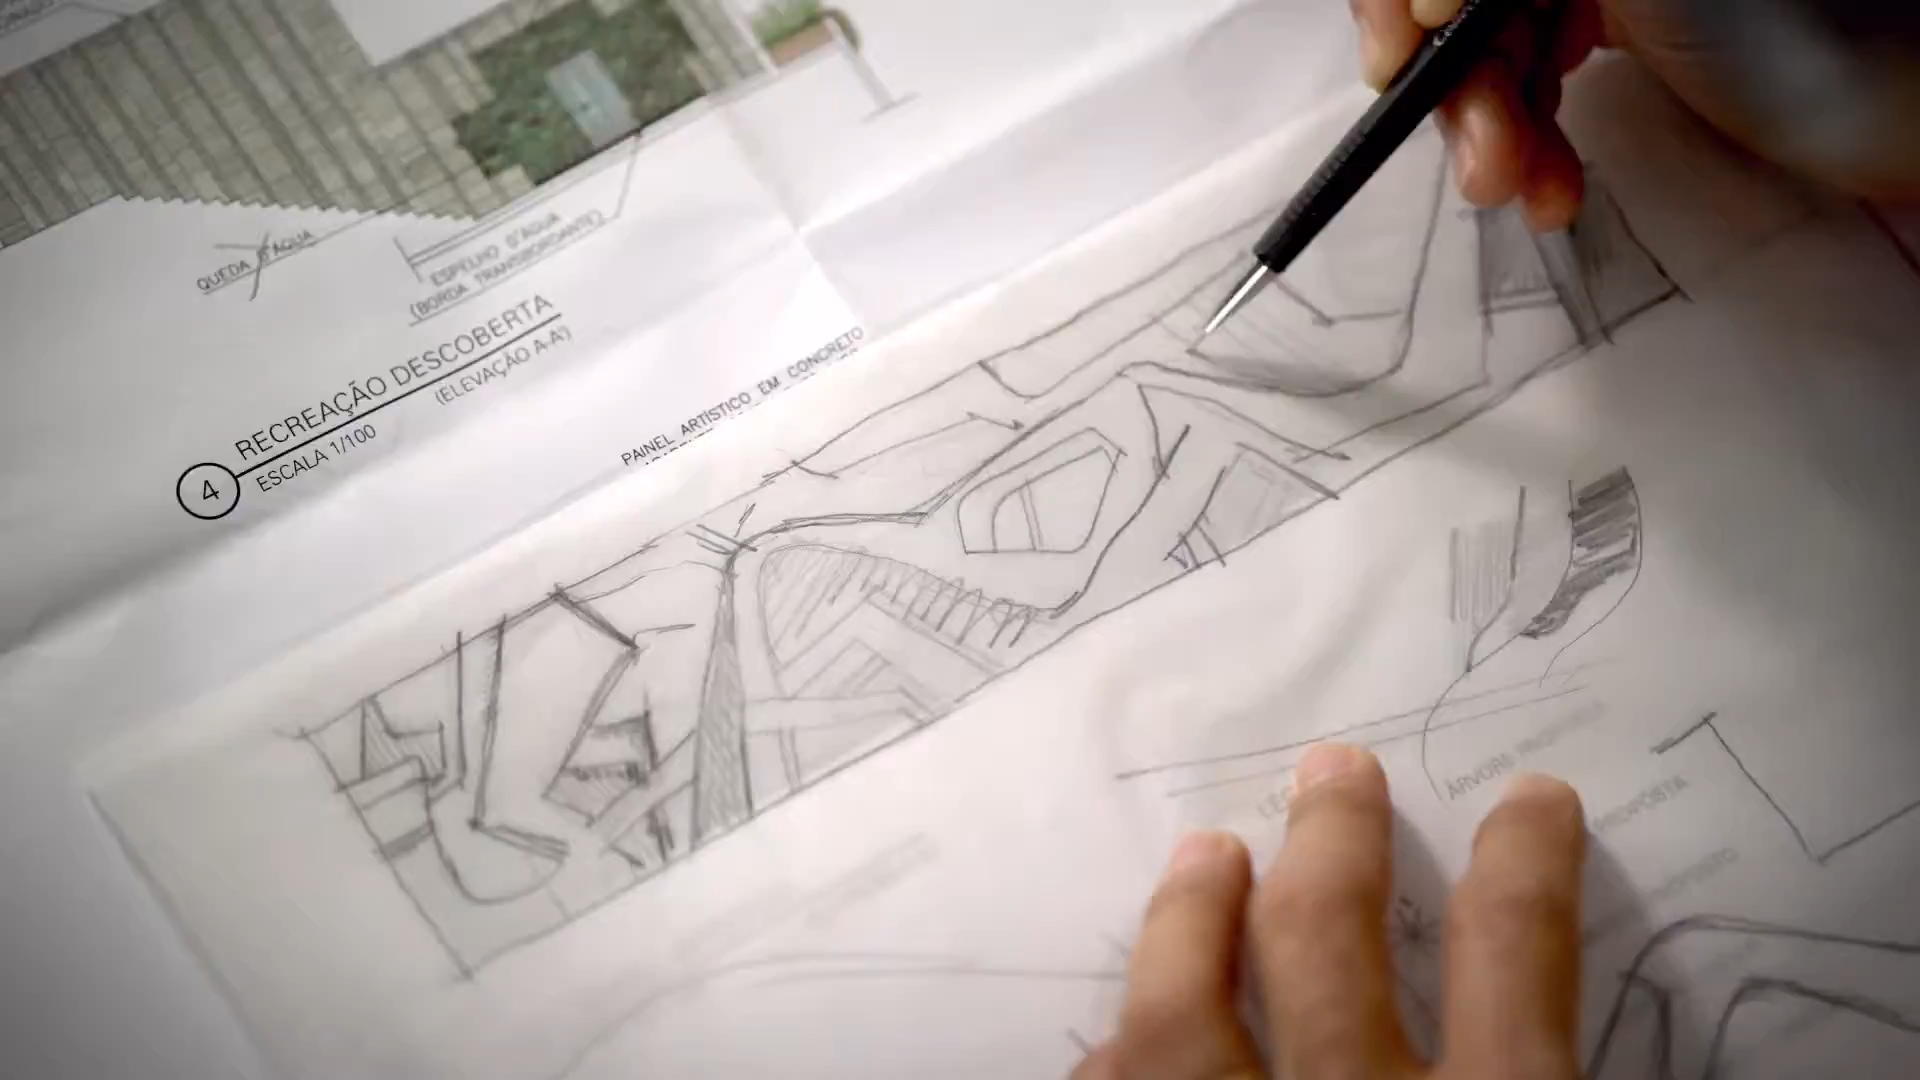 QUEDA D'ÁGUA
ESPELHO D'ÁGUA
(BORDA TRANSBORDANTE)
4
RECREAÇÃO DESCOBERTA
ESCALA 1/100
(ELEVAÇÃO A-A')
PAINEL ARTÍSTICO EM CONCRETO
ÁRVORE
PROPOSTA